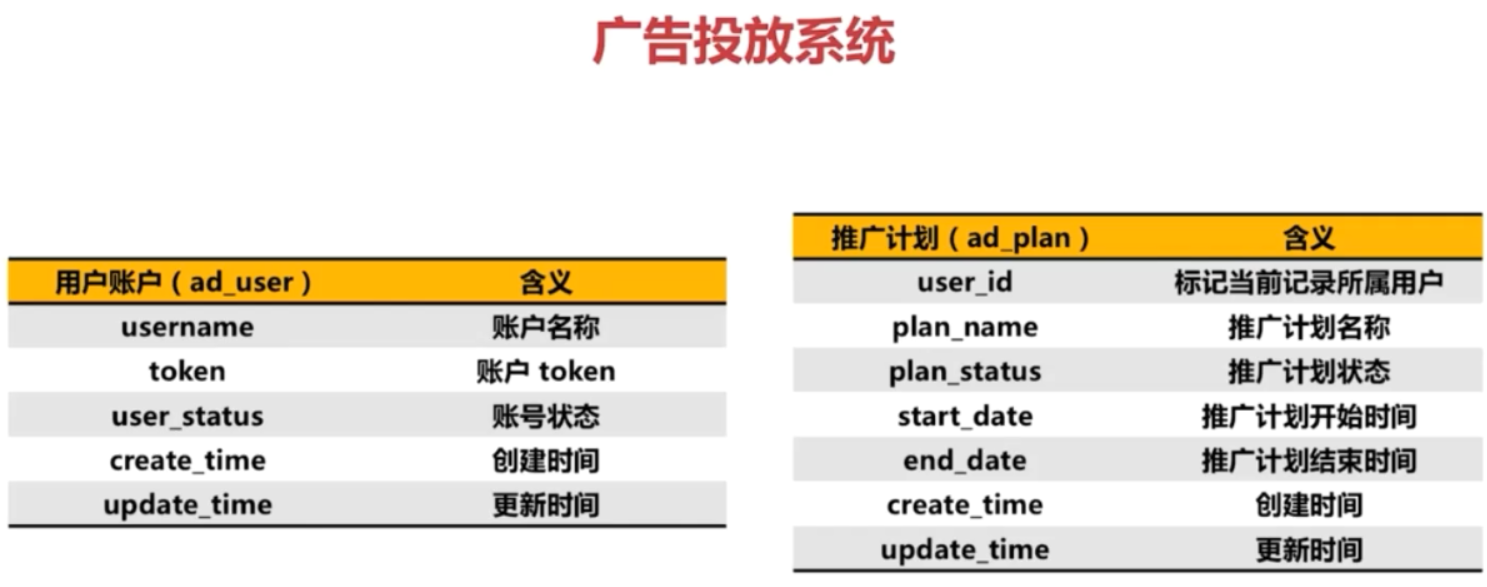 广告投放系统
用户账户（ad_user） 含义
username 账户名称
token 账户 token
user_status 账号状态
create_time 创建时间
update_time 更新时间
推广计划（ad_plan） 含义
user_id 标记当前记录所属用户
plan_name 推广计划名称
plan_status 推广计划状态
start_date 推广计划开始时间
end_date 推广计划结束时间
create_time 创建时间
update_time 更新时间